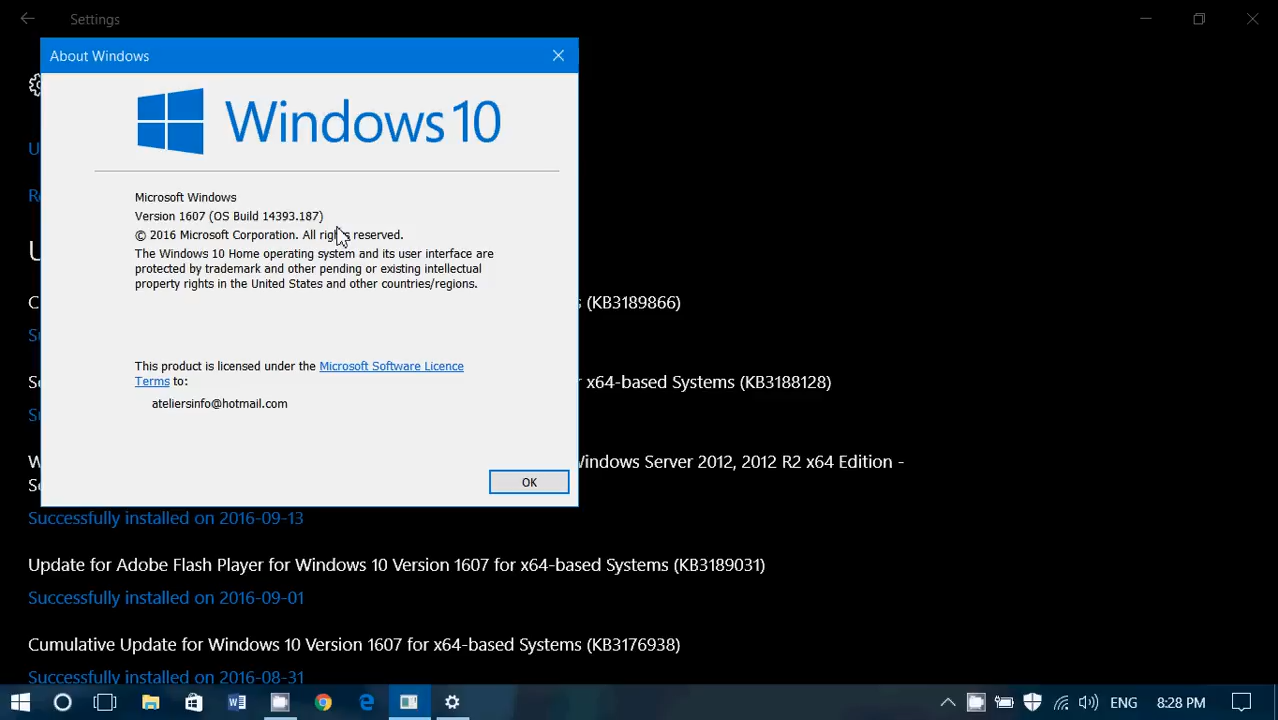 Settings
About Windows
Windows 10
Microsoft Windows
Version 1607 (OS Build 14393.187)
© 2016 Microsoft Corporation. All rights reserved.
The Windows 10 Home operating system and its user interface are
protected by trademark and other pending or existing intellectual
property rights in the United States and other countries/regions.
This product is licensed under the Microsoft Software Licence
Terms to:
ateliersinfo@hotmail.com
OK
(KB3189866)
x64-based Systems (KB3188128)
Windows Server 2012, 2012 R2 x64 Edition -
Successfully installed on 2016-09-13
Update for Adobe Flash Player for Windows 10 Version 1607 for x64-based Systems (KB3189031)
Successfully installed on 2016-09-01
Cumulative Update for Windows 10 Version 1607 for x64-based Systems (KB3176938)
Successfully installed on 2016-08-31
ENG
8:28 PM